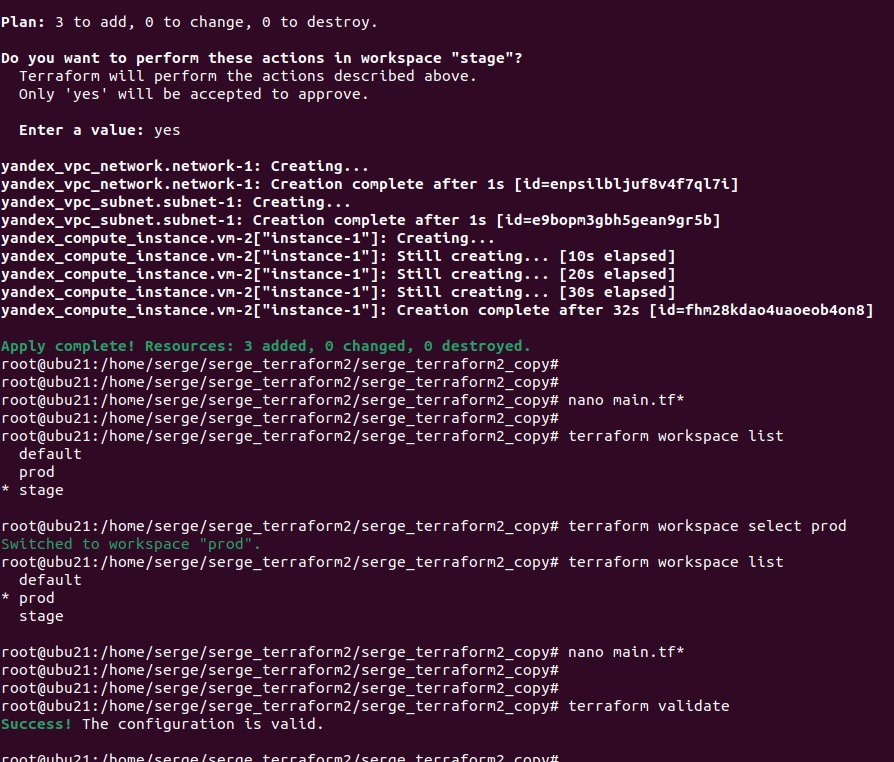 Plan: 3 to add, 0 to change, 0 to destroy.
Do you want to perform these actions in workspace "stage"?
Terraform will perform the actions described above.
Only 'yes' will be accepted to approve.
Enter a value: yes
yandex_vpc_network.network-1: Creating...
yandex_vpc_network.network-1: Creation complete after 1s [id=enpsilbljuf8v4f7ql7i]
yandex_vpc_subnet.subnet-1: Creating...
yandex_vpc_subnet.subnet-1: Creation complete after 1s [id=e9bopm3gbh5gean9gr5b]
yandex_compute_instance.vm-2["instance-1"]: Creating...
yandex_compute_instance.vm-2["instance-1"]: Still creating... [10s elapsed]
yandex_compute_instance.vm-2["instance-1"]: Still creating... [20s elapsed]
yandex_compute_instance.vm-2["instance-1"]: Still creating... [30s elapsed]
yandex_compute_instance.vm-2["instance-1"]: Creation complete after 32s [id=fhm28kdao4uaoeob4on8]
Apply complete! Resources: 3 added, 0 changed, 0 destroyed.
root@ubu21:/home/serge/serge_terraform2/serge_terraform2_copy#
root@ubu21:/home/serge/serge_terraform2/serge_terraform2_copy#
root@ubu21:/home/serge/serge_terraform2/serge_terraform2_copy# nano main.tf*
root@ubu21:/home/serge/serge_terraform2/serge_terraform2_copy#
root@ubu21:/home/serge/serge_terraform2/serge_terraform2_copy# terraform workspace list
default
prod
* stage
root@ubu21:/home/serge/serge_terraform2/serge_terraform2_copy# terraform workspace select prod
Switched to workspace "prod".
root@ubu21:/home/serge/serge_terraform2/serge_terraform2_copy# terraform workspace list
default
* prod
stage
root@ubu21:/home/serge/serge_terraform2/serge_terraform2_copy# nano main.tf*
root@ubu21:/home/serge/serge_terraform2/serge_terraform2_copy#
root@ubu21:/home/serge/serge_terraform2/serge_terraform2_copy#
root@ubu21:/home/serge/serge_terraform2/serge_terraform2_copy# terraform validate
Success! The configuration is valid.
root@ubu21:/home/serge/serge_terraform2/serge_terraform2_copy#